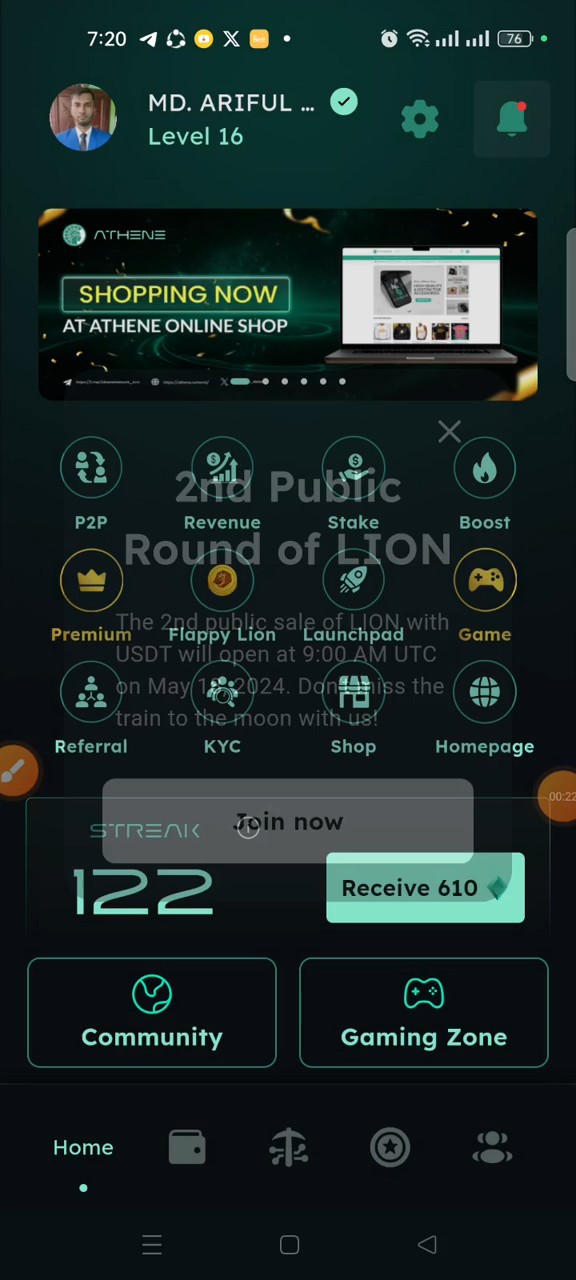 7:20
76
MD. ARIFUL ...
Level 16
ATHENE
SHOPPING NOW
AT ATHENE ONLINE SHOP
2nd Public
Round of LION
P2P Revenue Stake Boost
The 2nd public sale of LION with
USDT will open at 9:00 AM UTC
on May 2024. Don't miss the
train to the moon with us!
Premium Flappy Lion Launchpad Game
Referral KYC Shop Homepage
00:22
Join now
STREAK
122
Receive 610
Community
Gaming Zone
Home